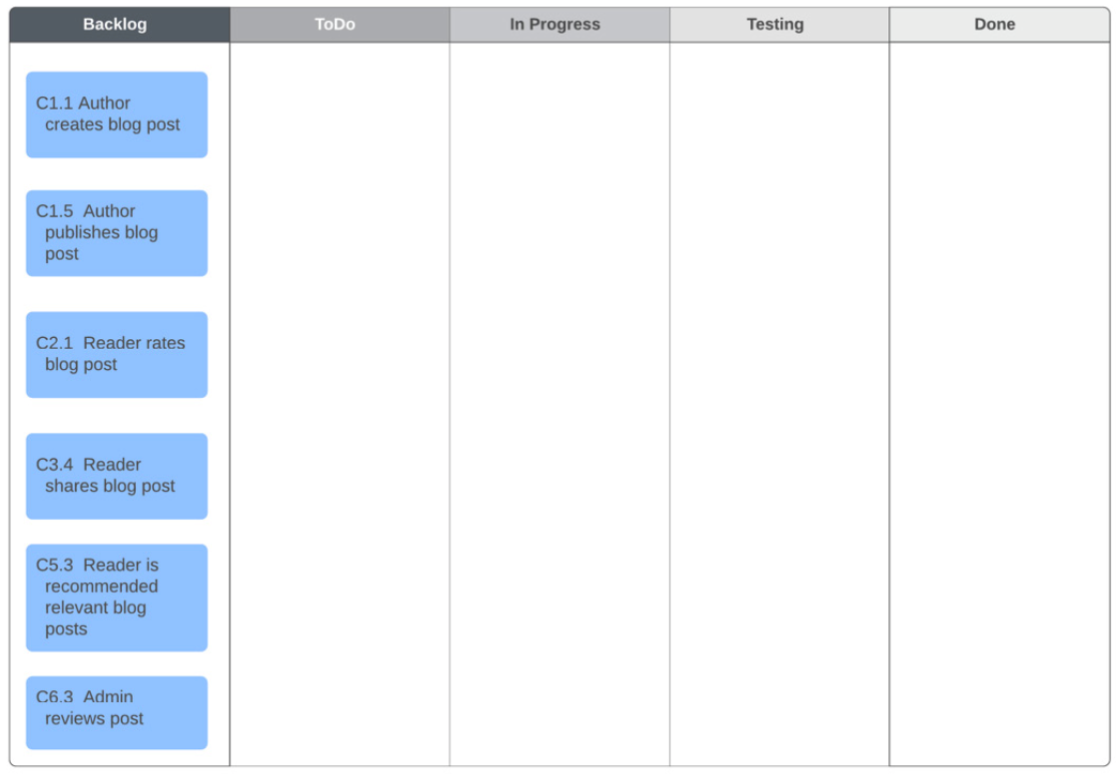 Backlog
ToDo
In Progress
Testing
Done
C1.1 Author
creates blog post
C1.5 Author
publishes blog
post
C2.1 Reader rates
blog post
C3.4 Reader
shares blog post
C5.3 Reader is
recommended
relevant blog
posts
C6.3 Admin
reviews post